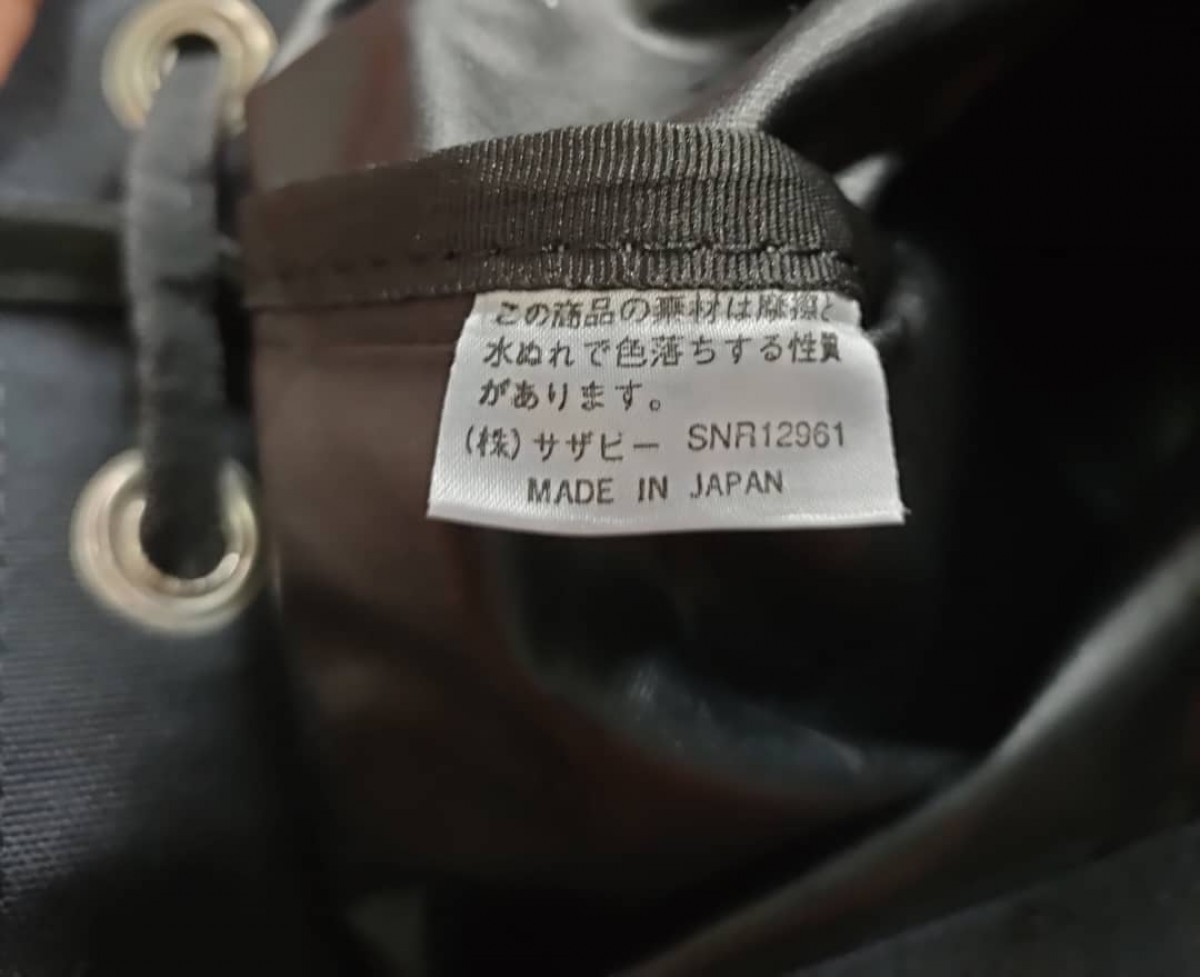 この商品の素材は摩擦と
水ぬれで色落ちする性質
があります。
(株)サザビー SNR12961
MADE IN JAPAN